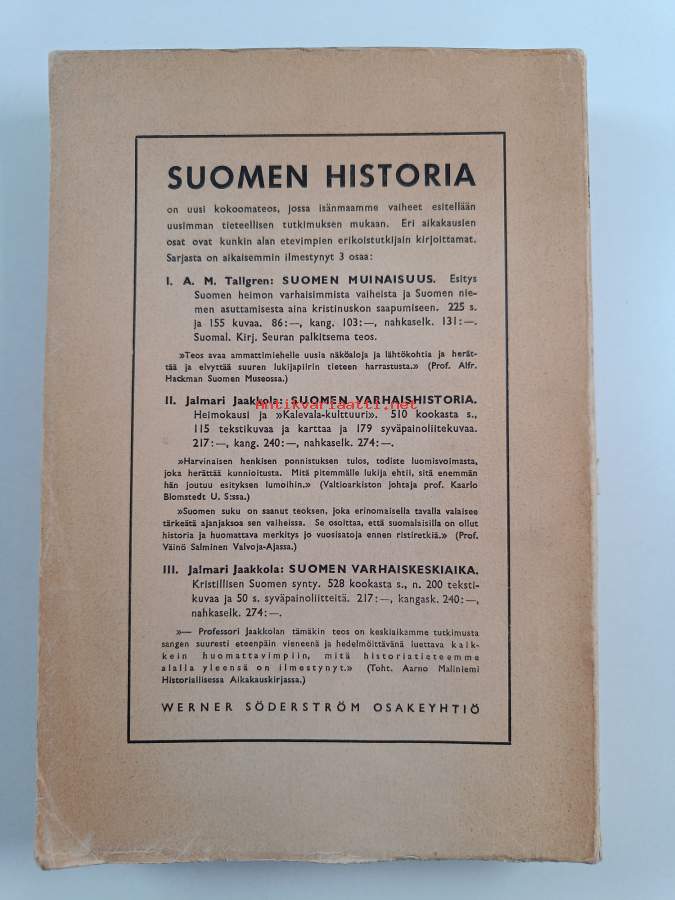 SUOMEN HISTORIA
on uusi kokoomateos, jossa isänmaamme vaiheet esitellään
uusimman tieteellisen tutkimuksen mukaan. Eri aikakausien
osat ovat kunkin alan etevimpien erikoistutkijain kirjoittamat.
Sarjasta on aikaisemmin ilmestynyt 3 osaa:
I. A. M. Tallgren: SUOMEN MUINAISUUS. Esitys
Suomen heimon varhaisimmista vaiheista ja Suomen nie-
men asuttamisesta aina kristinuskon saapumiseen. 225 s.
ja 155 kuvaa. 86:—, kang. 103:—, nahkaselk. 131:—.
Suomal. Kirj. Seuran palkitsema teos.
»Teos avaa ammattimiehelle uusia näköaloja ja lähtökohtia ja herät-
tää ja elvyttää suuren lukijapiirin tieteen harrastusta.» (Prof. Alfr.
Hackman Suomen Museossa.)
II. Jalmari Jaakkola: SUOMEN VARHAISHISTORIA.
Antikvariaatti.net
Heimokausi ja »Kalevala-kulttuuri». 510 kookasta s.,
115 tekstikuvaa ja karttaa ja 179 syväpainoliitekuvaa.
217:—, kang. 240:—, nahkaselk. 274:—.
»Harvinaisen henkisen ponnistuksen tulos, todiste luomisvoimasta,
joka herättää kunnioitusta. Mitä pitemmälle lukija ehtii, sitä enemmän
hän joutuu esityksen lumoihin.» (Valtioarkiston johtaja prof. Kaarlo
Blomstedt U. S:ssa.)
»Suomen suku on saanut teoksen, joka erinomaisella tavalla valaisee
tärkeätä ajanjaksoa sen vaiheissa. Se osoittaa, että suomalaisilla on ollut
historia ja huomattava merkitys jo vuosisatoja ennen ristiretkiä.» (Prof.
Väinö Salminen Valvoja-Ajassa.)
III. Jalmari Jaakkola: SUOMEN VARHAISKESKIAIKA.
Kristillisen Suomen synty. 528 kookasta s., n. 200 teksti-
kuvaa ja 50 s. syväpainoliitteitä. 217:—, kangask. 240:—,
nahkaselk. 274:—.
»— Professori Jaakkolan tämäkin teos on keskiaikamme tutkimusta
sangen suuresti eteenpäin vieneenä ja hedelmöittävänä luettava kaik-
kein huomattavimpiin, mitä historiatieteemme
alalla yleensä on ilmestynyt.» (Toht. Aarno Maliniemi
Historiallisessa Aikakauskirjassa.)
WERNER SÖDERSTRÖM OSAKEYHTIÖ